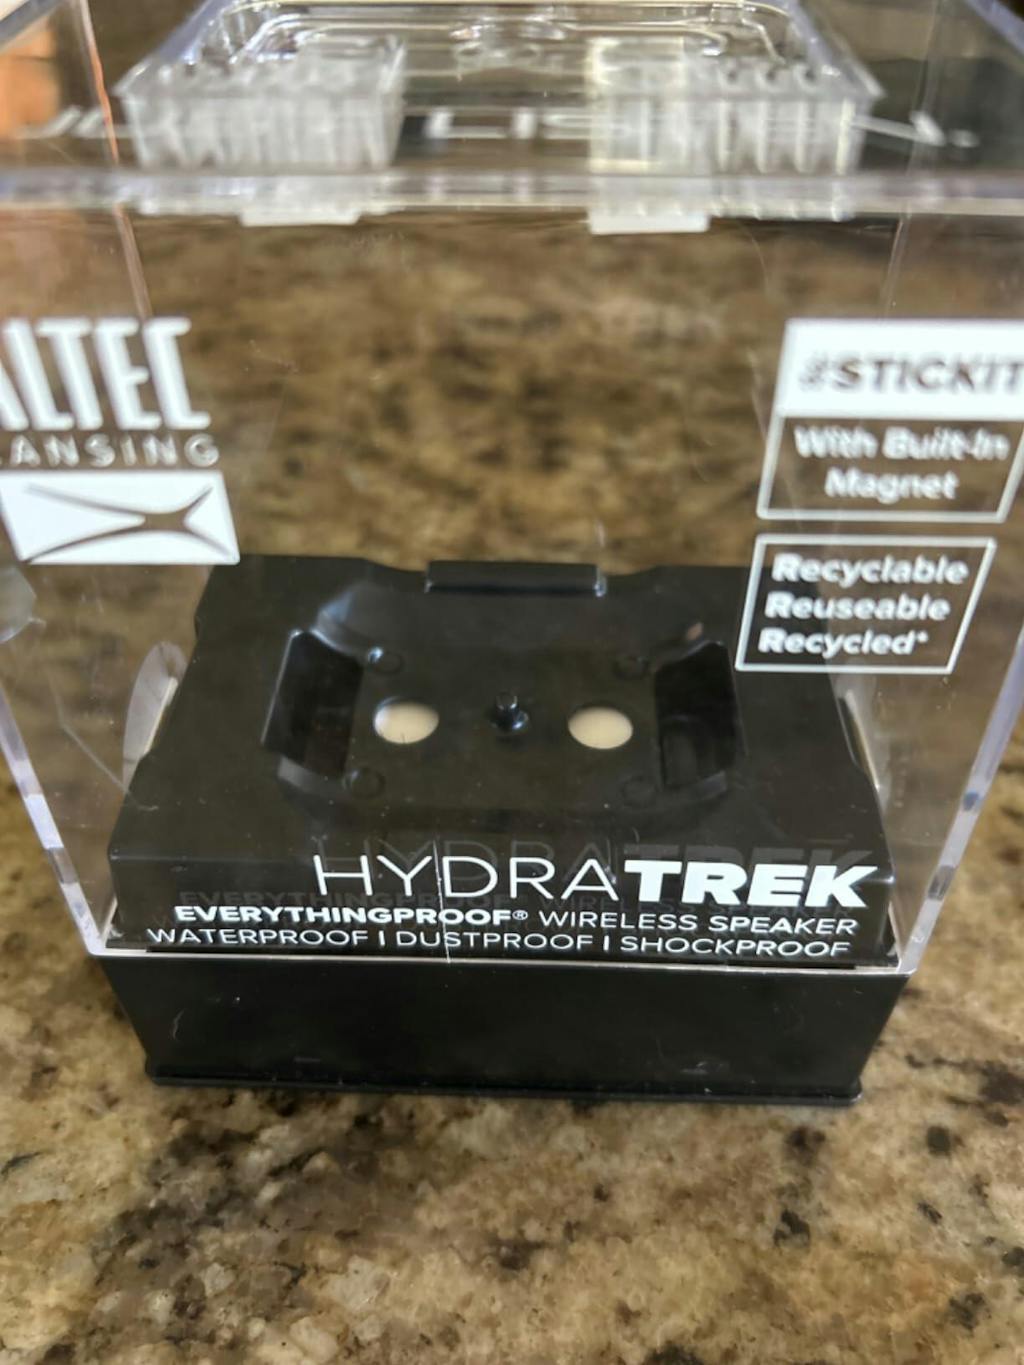 ALTEC
LANSING
#STICKIT
With Built-In
Magnet
Recyclable
Reuseable
Recycled*
HYDRATREK
EVERYTHINGPROOF® WIRELESS SPEAKER
WATERPROOF | DUSTPROOF | SHOCKPROOF